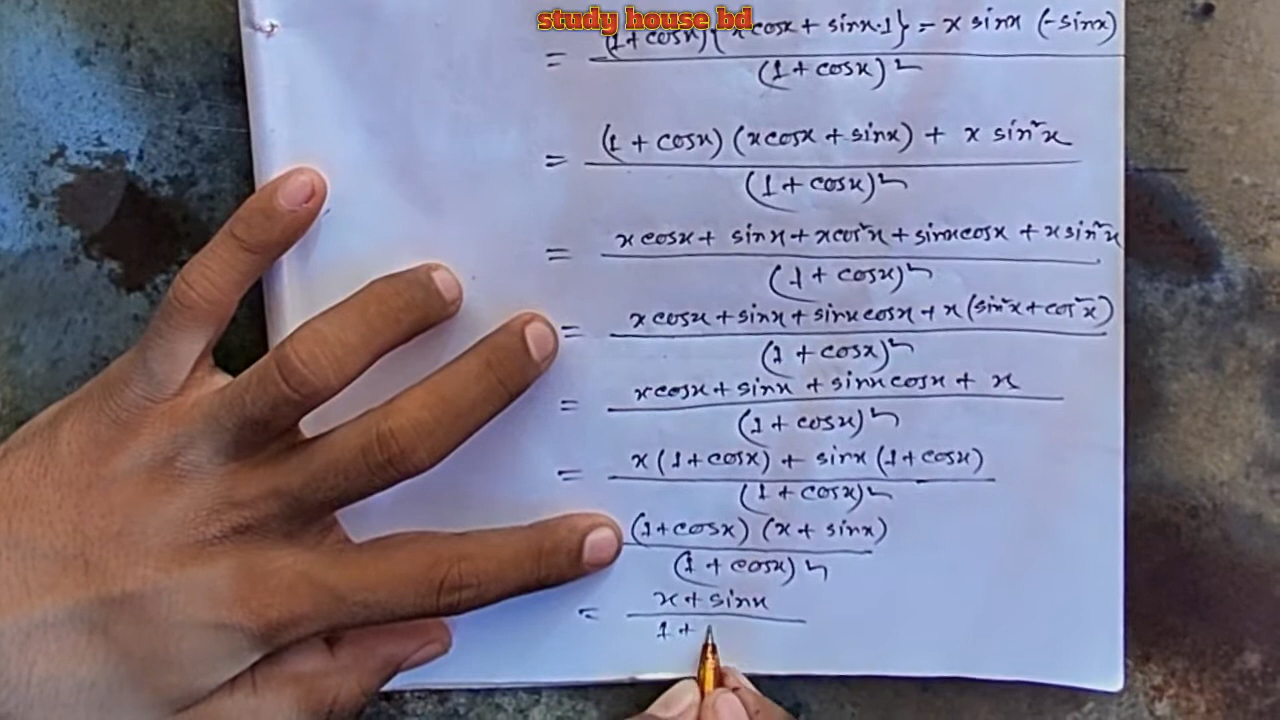 study house bd
= (1+cosx){xcosx + sinx·1} - x sinx (-sinx)
(1+cosx)²
= (1+cosx)(xcosx + sinx) + x sin²x
(1+cosx)²
= xcosx + sinx + xcos²x + sinxcosx + xsin²x
(1+cosx)²
= xcosx + sinx + sinxcosx + x(sin²x + cos²x)
(1+cosx)²
= xcosx + sinx + sinxcosx + x
(1+cosx)²
= x(1+cosx) + sinx(1+cosx)
(1+cosx)²
(1+cosx)(x + sinx)
(1+cosx)²
= x + sinx
1+